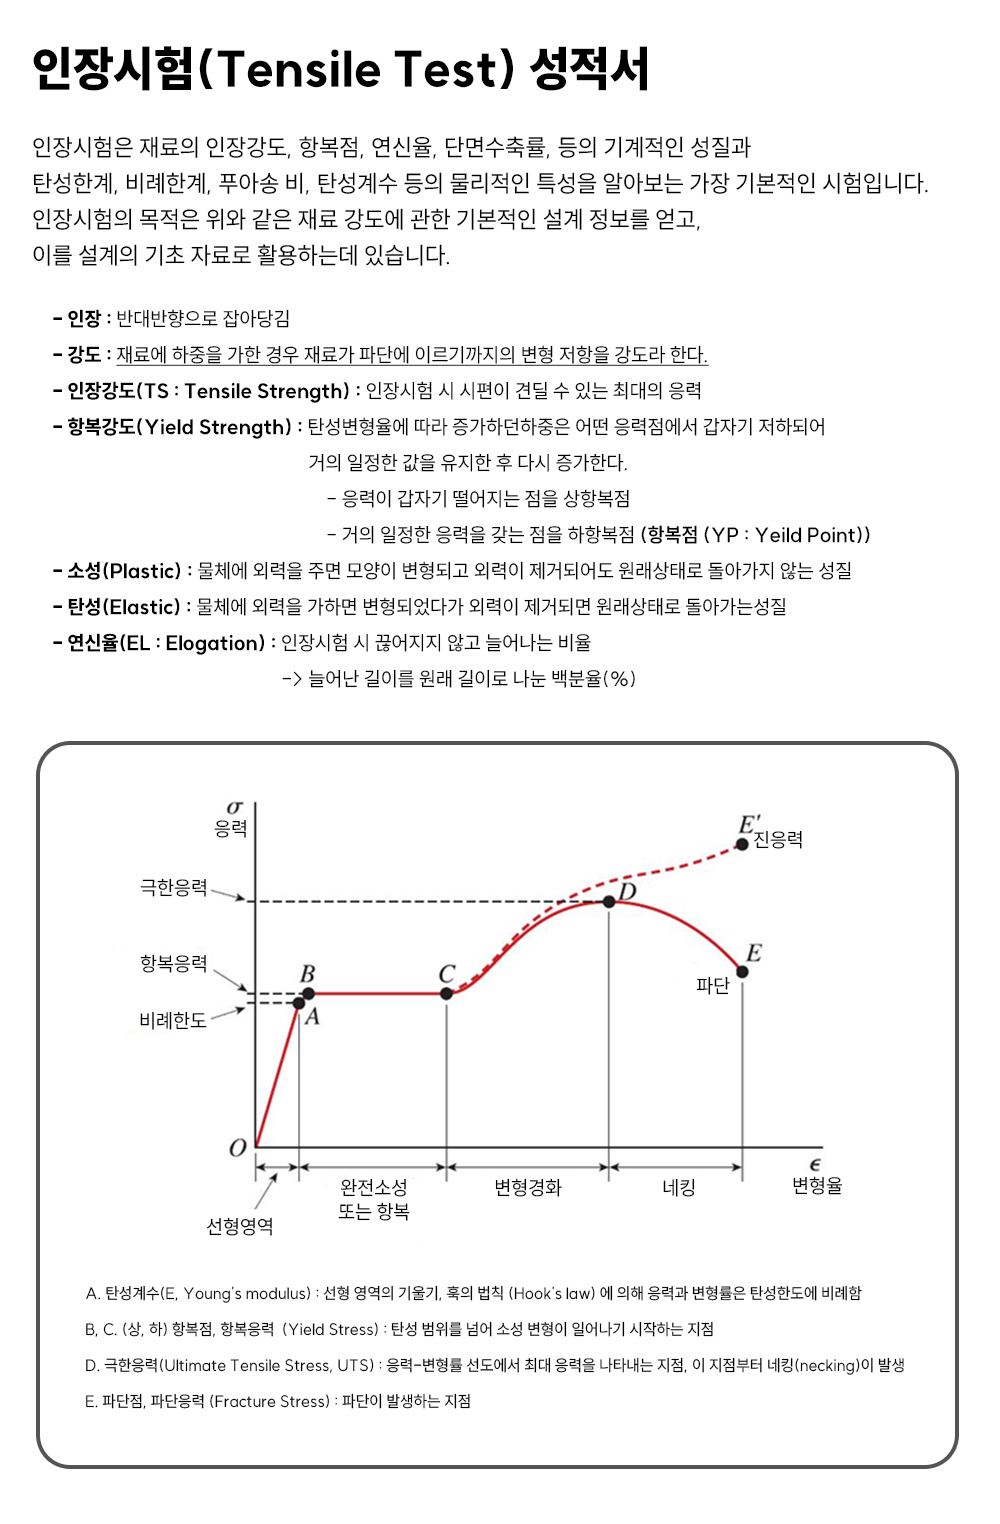 인장시험(Tensile Test) 성적서
인장시험은 재료의 인장강도, 항복점, 연신율, 단면수축률, 등의 기계적인 성질과
탄성한계, 비례한계, 푸아송 비, 탄성계수 등의 물리적인 특성을 알아보는 가장 기본적인 시험입니다.
인장시험의 목적은 위와 같은 재료 강도에 관한 기본적인 설계 정보를 얻고,
이를 설계의 기초 자료로 활용하는데 있습니다.
- 인장 : 반대반향으로 잡아당김
- 강도 : 재료에 하중을 가한 경우 재료가 파단에 이르기까지의 변형 저항을 강도라 한다.
- 인장강도(TS : Tensile Strength) : 인장시험 시 시편이 견딜 수 있는 최대의 응력
- 항복강도(Yield Strength) : 탄성변형율에 따라 증가하던하중은 어떤 응력점에서 갑자기 저하되어
거의 일정한 값을 유지한 후 다시 증가한다.
- 응력이 갑자기 떨어지는 점을 상항복점
- 거의 일정한 응력을 갖는 점을 하항복점 (항복점 (YP : Yeild Point))
- 소성(Plastic) : 물체에 외력을 주면 모양이 변형되고 외력이 제거되어도 원래상태로 돌아가지 않는 성질
- 탄성(Elastic) : 물체에 외력을 가하면 변형되었다가 외력이 제거되면 원래상태로 돌아가는성질
- 연신율(EL : Elogation) : 인장시험 시 끊어지지 않고 늘어나는 비율
-> 늘어난 길이를 원래 길이로 나눈 백분율(%)
σ
응력
E'
진응력
극한응력
D
항복응력
B
C
E
파단
비례한도
A
O
ϵ
변형율
완전소성
또는 항복
변형경화
네킹
선형영역
A. 탄성계수(E, Young's modulus) : 선형 영역의 기울기, 훅의 법칙 (Hook's law) 에 의해 응력과 변형률은 탄성한도에 비례함
B, C. (상, 하) 항복점, 항복응력 (Yield Stress) : 탄성 범위를 넘어 소성 변형이 일어나기 시작하는 지점
D. 극한응력(Ultimate Tensile Stress, UTS) : 응력-변형률 선도에서 최대 응력을 나타내는 지점, 이 지점부터 네킹(necking)이 발생
E. 파단점, 파단응력 (Fracture Stress) : 파단이 발생하는 지점